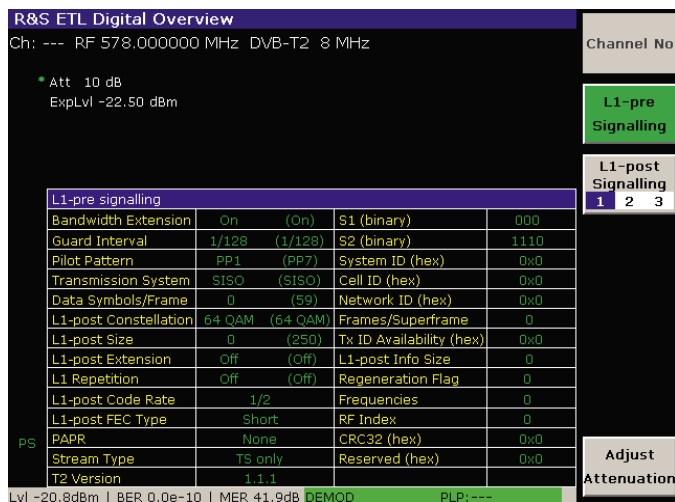 R&S ETL Digital Overview
Ch: --- RF 578.000000 MHz DVB-T2 8 MHz
* Att 10 dB
ExpLvl -22.50 dBm
L1-pre signalling
Bandwidth Extension On (On) S1 (binary) 000
Guard Interval 1/128 (1/128) S2 (binary) 1110
Pilot Pattern PP1 (PP7) System ID (hex) 0x0
Transmission System SISO (SISO) Cell ID (hex) 0x0
Data Symbols/Frame 0 (59) Network ID (hex) 0x0
L1-post Constellation 64 QAM (64 QAM) Frames/Superframe 0
L1-post Size 0 (250) Tx ID Availability (hex) 0x0
L1-post Extension Off (Off) L1-post Info Size 0
L1 Repetition Off (Off) Regeneration Flag 0
L1-post Code Rate 1/2 Frequencies 0
L1-post FEC Type Short RF Index 0
PS PAPR None CRC32 (hex) 0x0
Stream Type TS only Reserved (hex) 0x0
T2 Version 1.1.1
Lvl -20.8dBm | BER 0.0e-10 | MER 41.9dB DEMOD PLP:---
Channel No
L1-pre
Signalling
L1-post
Signalling
1 2 3
Adjust
Attenuation